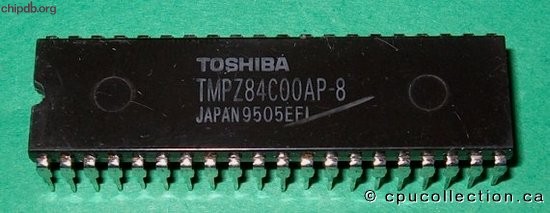 chipdb.org
TOSHIBA
TMPZ84C00AP-8
JAPAN 9505EFI
© cpucollection.ca